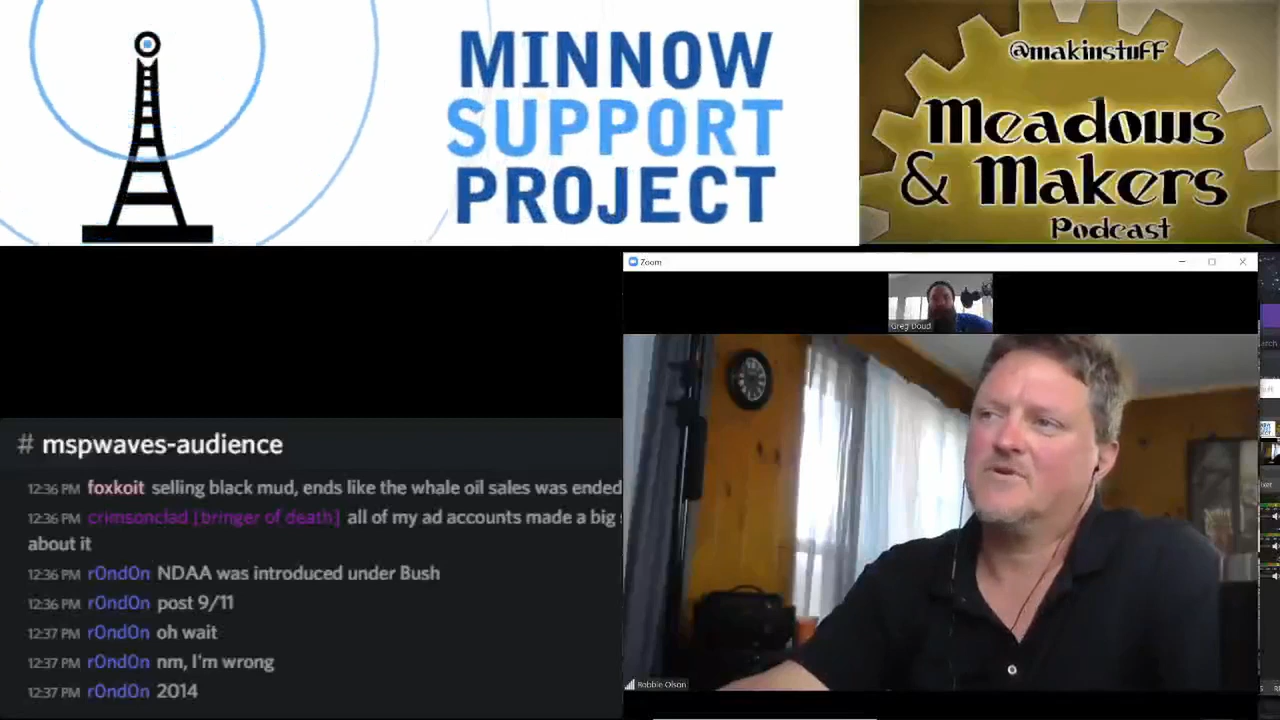 MINNOW
SUPPORT
PROJECT
@makinstuff
Meadows
& Makers
Podcast
Zoom
Greg Doud
# mspwaves-audience
12:36 PM foxkoit selling black mud, ends like the whale oil sales was ended
12:36 PM crimsonclad [bringer of death] all of my ad accounts made a big
about it
12:36 PM r0nd0n NDAA was introduced under Bush
12:36 PM r0nd0n post 9/11
12:37 PM r0nd0n oh wait
12:37 PM r0nd0n nm, I'm wrong
12:37 PM r0nd0n 2014
Robbie Olson